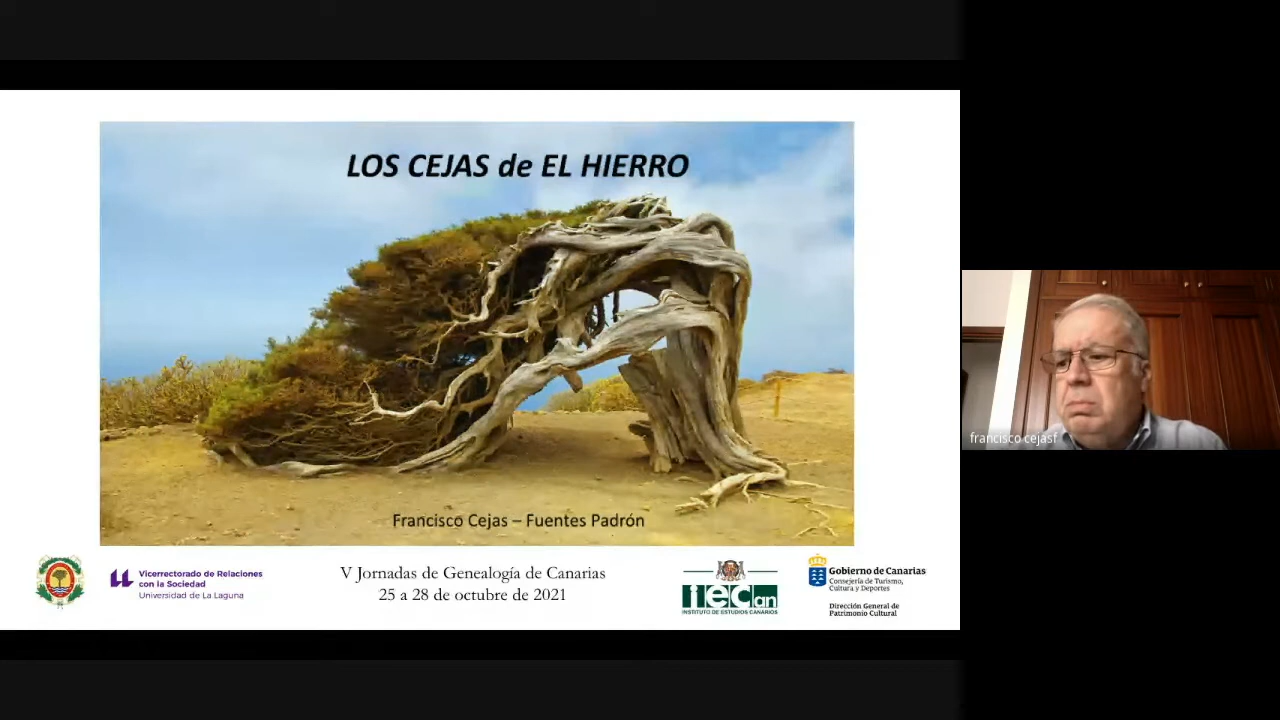 LOS CEJAS de EL HIERRO
Francisco Cejas – Fuentes Padrón
Vicerrectorado de Relaciones
con la Sociedad
Universidad de La Laguna
V Jornadas de Genealogía de Canarias
25 a 28 de octubre de 2021
iecan
INSTITUTO DE ESTUDIOS CANARIOS
Gobierno de Canarias
Consejería de Turismo,
Cultura y Deportes
Dirección General de
Patrimonio Cultural
francisco cejasf